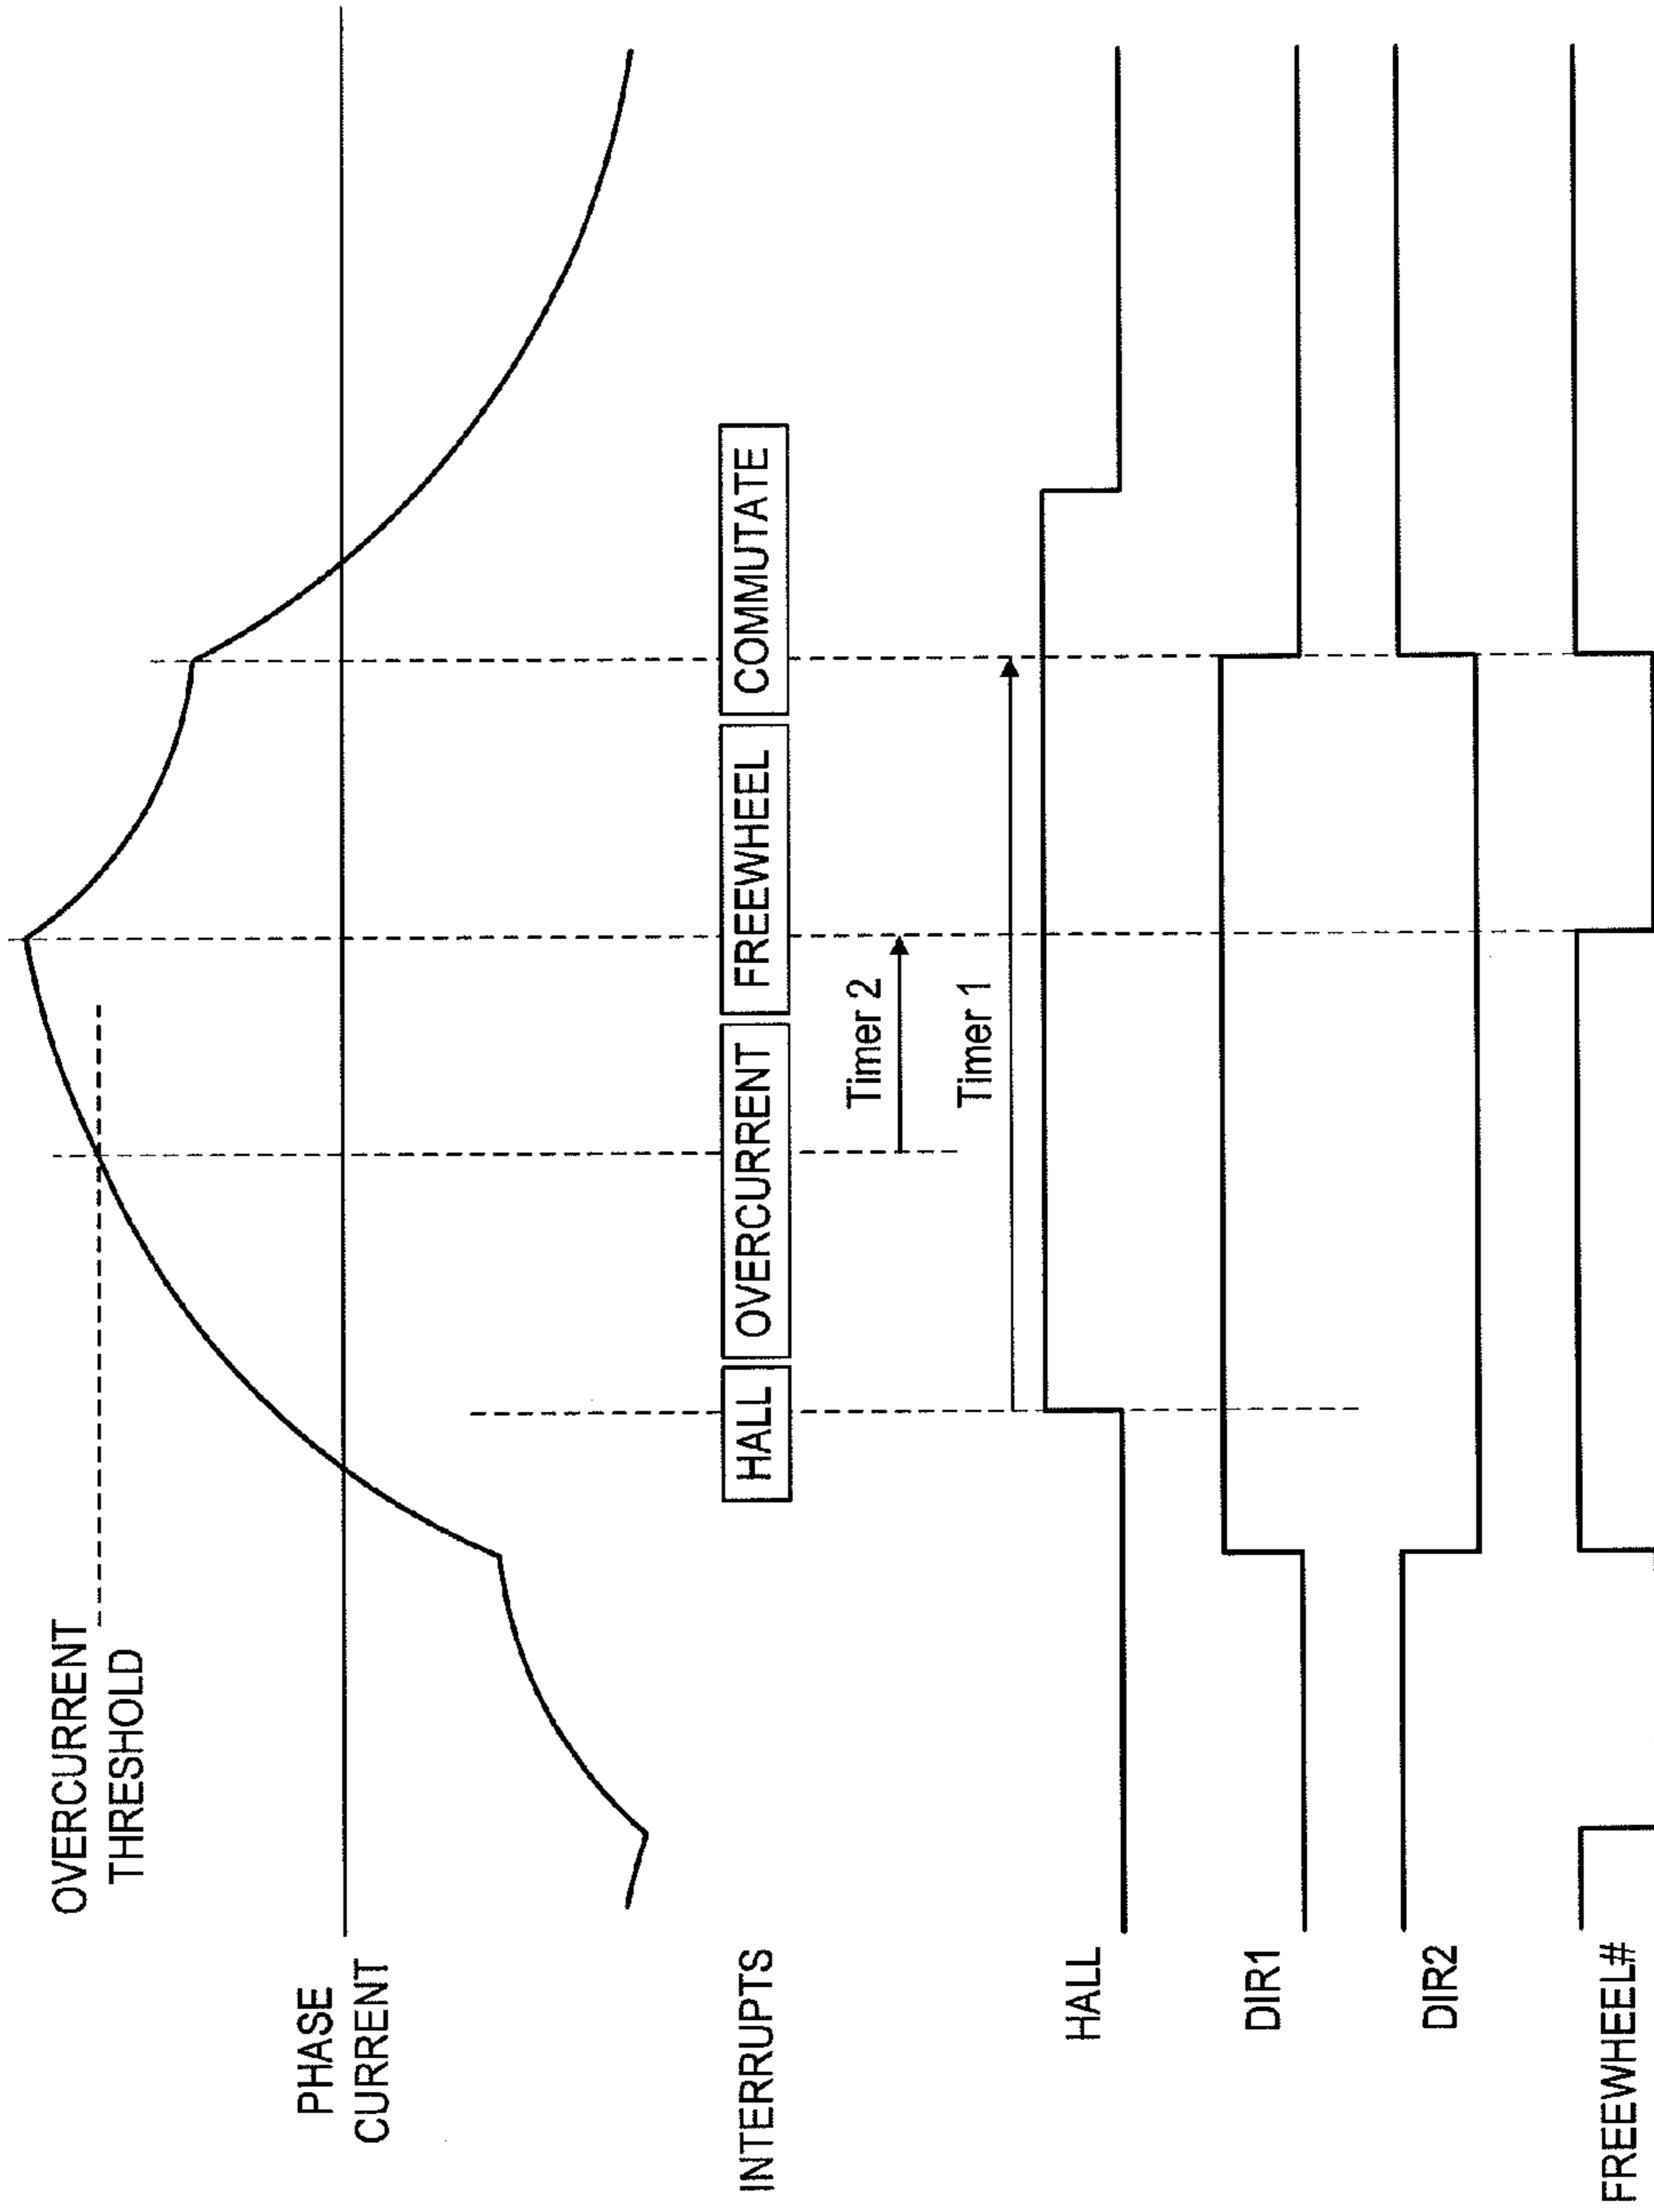 OVERCURRENT
THRESHOLD
PHASE
CURRENT
INTERRUPTS
HALL
OVERCURRENT
FREEWHEEL
COMMUTATE
Timer 2
Timer 1
HALL
DIR1
DIR2
FREEWHEEL#